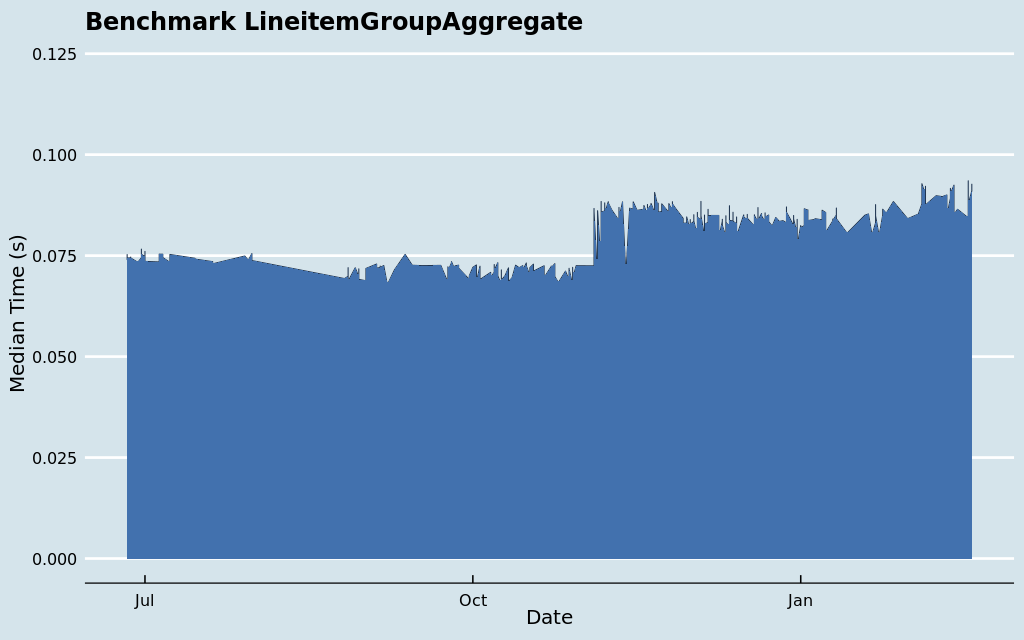 Benchmark LineitemGroupAggregate
0.125
0.100
0.075
0.050
0.025
0.000
Median Time (s)
Jul
Oct
Jan
Date